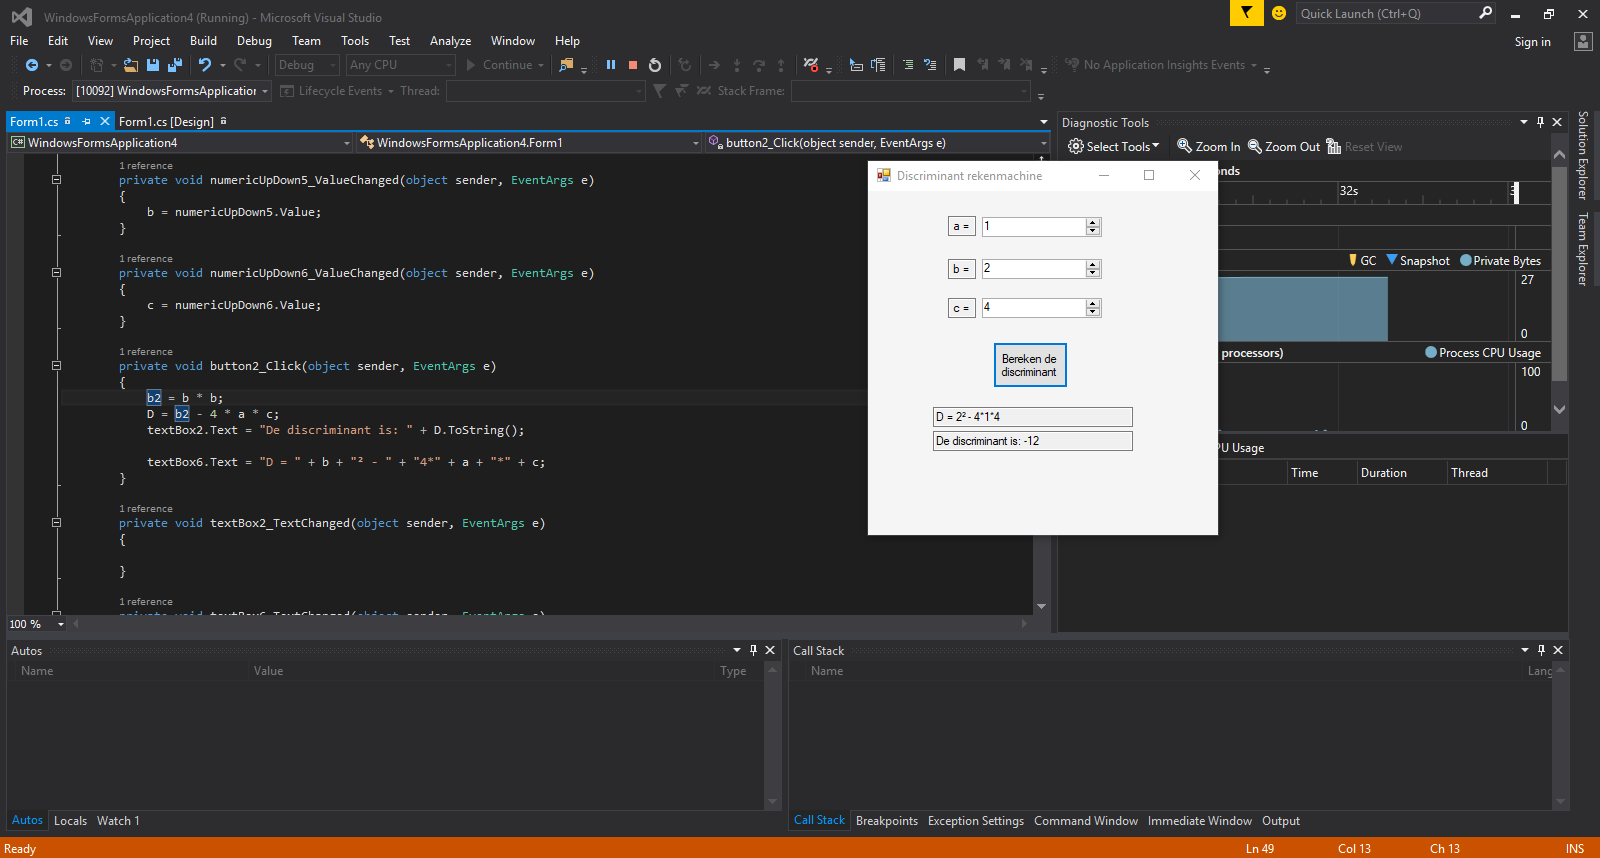 WindowsFormsApplication4 (Running) - Microsoft Visual Studio
Quick Launch (Ctrl+Q)
File Edit View Project Build Debug Team Tools Test Analyze Window Help
Sign in
Debug Any CPU Continue
No Application Insights Events
Process: [10092] WindowsFormsApplication
Lifecycle Events Thread:
Stack Frame:
Form1.cs Form1.cs [Design]
WindowsFormsApplication4 WindowsFormsApplication4.Form1 button2_Click(object sender, EventArgs e)
1 reference
private void numericUpDown5_ValueChanged(object sender, EventArgs e)
{
b = numericUpDown5.Value;
}
1 reference
private void numericUpDown6_ValueChanged(object sender, EventArgs e)
{
c = numericUpDown6.Value;
}
1 reference
private void button2_Click(object sender, EventArgs e)
{
b2 = b * b;
D = b2 - 4 * a * c;
textBox2.Text = "De discriminant is: " + D.ToString();
textBox6.Text = "D = " + b + "² - " + "4*" + a + "*" + c;
}
1 reference
private void textBox2_TextChanged(object sender, EventArgs e)
{
}
1 reference
private void textBox6_TextChanged(object sender, EventArgs e)
100 %
Discriminant rekenmachine
a = 1
b = 2
c = 4
Bereken de
discriminant
D = 2² - 4*1*4
De discriminant is: -12
Diagnostic Tools
Select Tools Zoom In Zoom Out Reset View
onds
32s
GC Snapshot Private Bytes
27
0
processors) Process CPU Usage
100
0
PU Usage
Time Duration Thread
Solution Explorer
Team Explorer
Autos
Name Value Type
Autos Locals Watch 1
Call Stack
Name Lang
Call Stack Breakpoints Exception Settings Command Window Immediate Window Output
Ready Ln 49 Col 13 Ch 13 INS